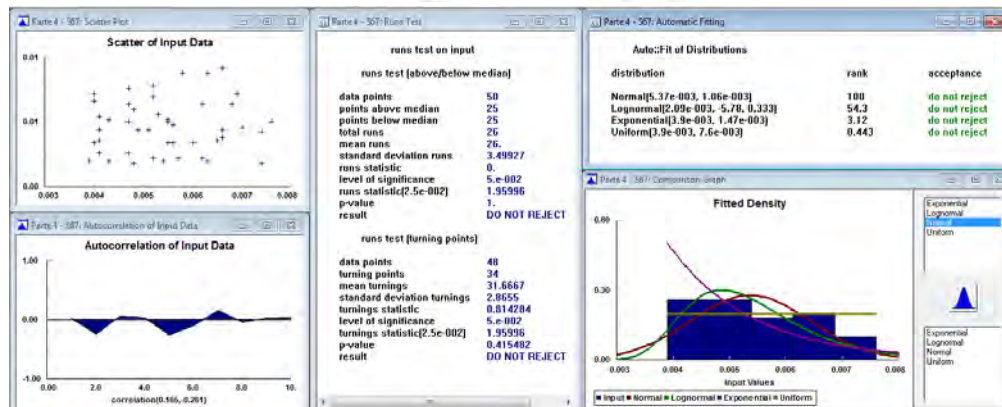 Parte 4 - 367: Scatter Plot
Scatter of Input Data
0.01
0.01
0.00
0.003 0.004 0.005 0.006 0.007 0.008
Parte 4 - 367: Autocorrelation of Input Data
Autocorrelation of Input Data
1.00
0.00
-1.00
0.00 2.0 4.0 6.0 8.0 10.
correlation(0.165,-0.261)
Parte 4 - 367: Runs Test
runs test on input
runs test (above/below median)
data points 50
points above median 25
points below median 25
total runs 26
mean runs 26.
standard deviation runs 3.49927
runs statistic 0.
level of significance 5.e-002
runs statistic(2.5e-002) 1.95996
p-value 1.
result DO NOT REJECT
runs test (turning points)
data points 48
turning points 34
mean turnings 31.6667
standard deviation turnings 2.8655
turnings statistic 0.814284
level of significance 5.e-002
turnings statistic(2.5e-002) 1.95996
p-value 0.415482
result DO NOT REJECT
Parte 4 - 367: Automatic Fitting
Auto::Fit of Distributions
distribution rank acceptance
Normal(5.37e-003, 1.06e-003) 100 do not reject
Lognormal(2.09e-003, -5.78, 0.333) 54.3 do not reject
Exponential(3.9e-003, 1.47e-003) 3.12 do not reject
Uniform(3.9e-003, 7.6e-003) 0.443 do not reject
Parte 4 - 367: Comparison Graph
Fitted Density
0.30
0.00
0.003 0.004 0.005 0.006 0.007 0.008
Input Values
Input Normal Lognormal Exponential Uniform
Exponential
Lognormal
Normal
Uniform
Exponential
Lognormal
Normal
Uniform